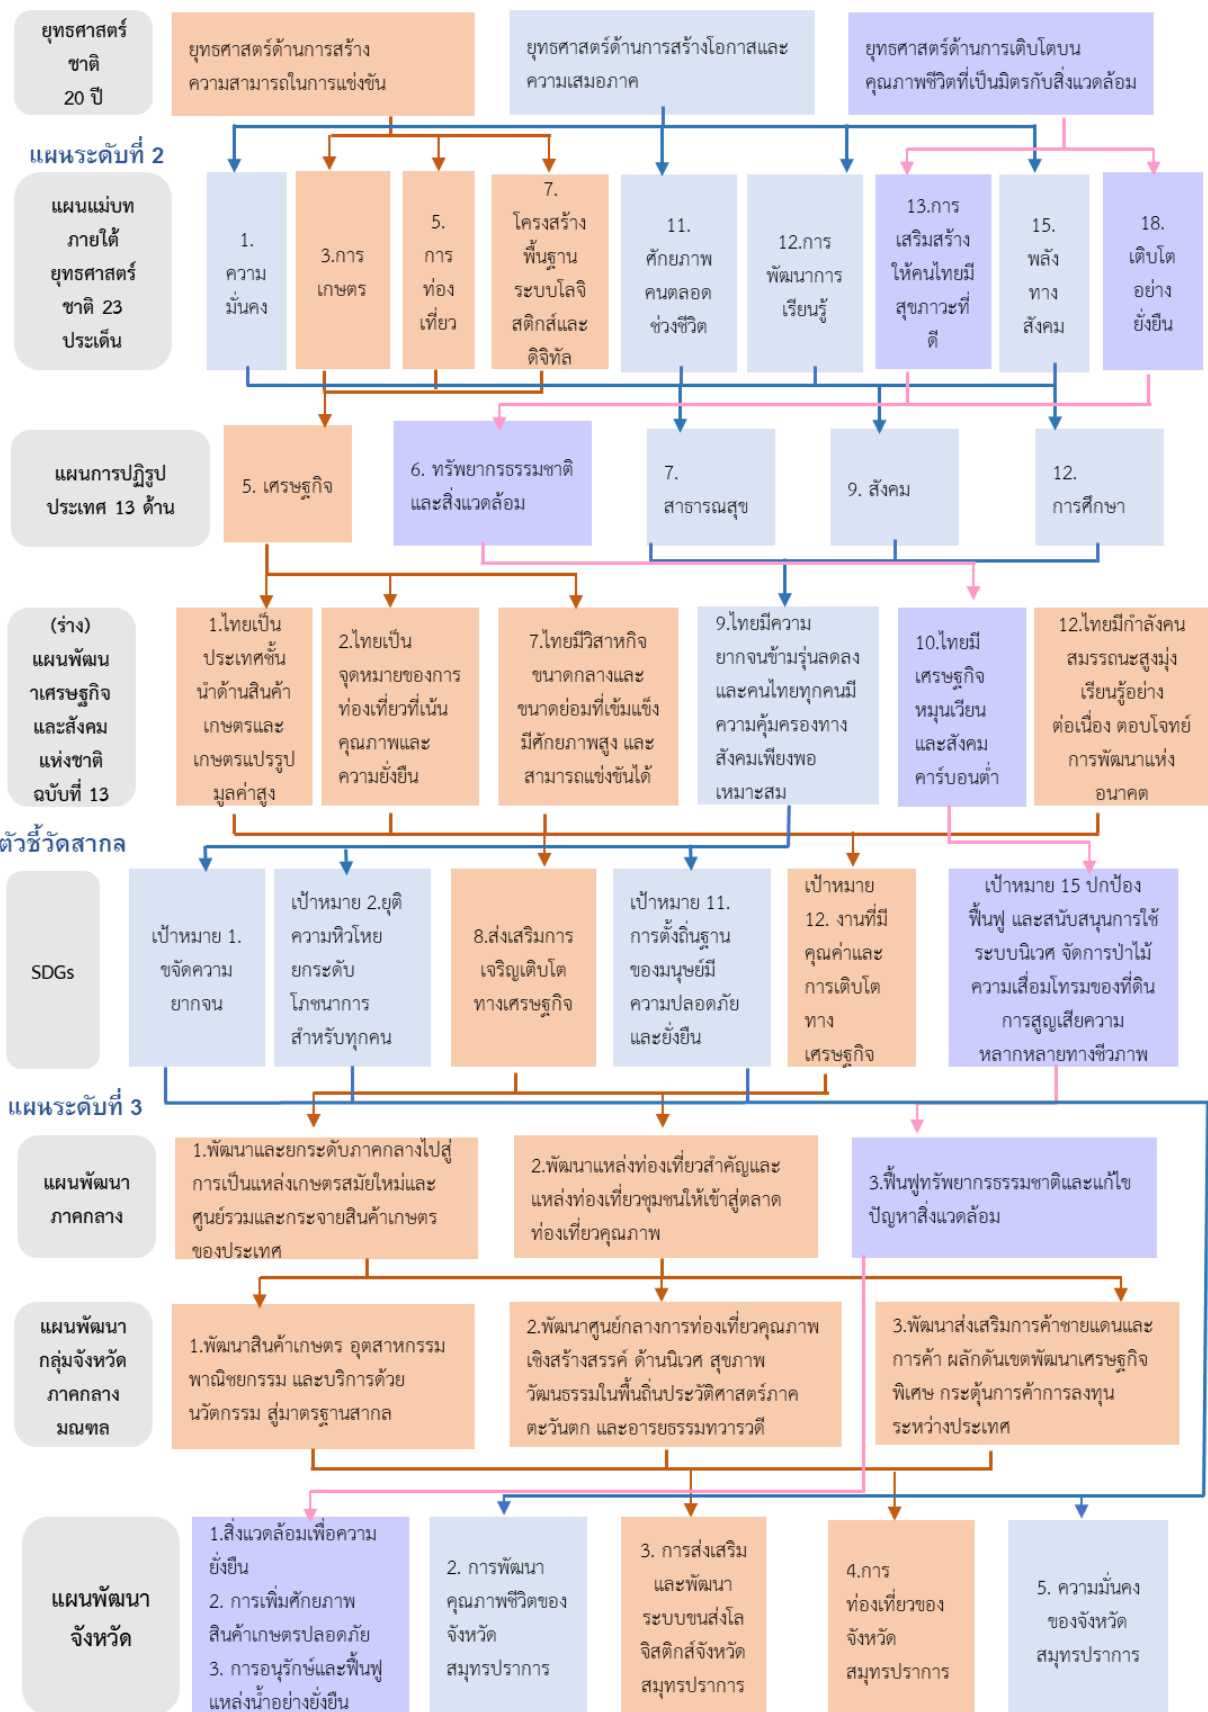 ยุทธศาสตร์
ชาติ
20 ปี
ยุทธศาสตร์ด้านการสร้าง
ความสามารถในการแข่งขัน
ยุทธศาสตร์ด้านการสร้างโอกาสและ
ความเสมอภาค
ยุทธศาสตร์ด้านการเติบโตบน
คุณภาพชีวิตที่เป็นมิตรกับสิ่งแวดล้อม
แผนระดับที่ 2
แผนแม่บท
ภายใต้
ยุทธศาสตร์
ชาติ 23
ประเด็น
1.
ความ
มั่นคง
3.การ
เกษตร
5.
การ
ท่อง
เที่ยว
7.
โครงสร้าง
พื้นฐาน
ระบบโลจิ
สติกส์และ
ดิจิทัล
11.
ศักยภาพ
คนตลอด
ช่วงชีวิต
12.การ
พัฒนาการ
เรียนรู้
13.การ
เสริมสร้าง
ให้คนไทยมี
สุขภาวะที่
ดี
15.
พลัง
ทาง
สังคม
18.
เติบโต
อย่าง
ยั่งยืน
แผนการปฏิรูป
ประเทศ 13 ด้าน
5. เศรษฐกิจ
6. ทรัพยากรธรรมชาติ
และสิ่งแวดล้อม
7.
สาธารณสุข
9. สังคม
12.
การศึกษา
(ร่าง)
แผนพัฒน
าเศรษฐกิจ
และสังคม
แห่งชาติ
ฉบับที่ 13
1.ไทยเป็น
ประเทศชั้น
นำด้านสินค้า
เกษตรและ
เกษตรแปรรูป
มูลค่าสูง
2.ไทยเป็น
จุดหมายของการ
ท่องเที่ยวที่เน้น
คุณภาพและ
ความยั่งยืน
7.ไทยมีวิสาหกิจ
ขนาดกลางและ
ขนาดย่อมที่เข้มแข็ง
มีศักยภาพสูง และ
สามารถแข่งขันได้
9.ไทยมีความ
ยากจนข้ามรุ่นลดลง
และคนไทยทุกคนมี
ความคุ้มครองทาง
สังคมเพียงพอ
เหมาะสม
10.ไทยมี
เศรษฐกิจ
หมุนเวียน
และสังคม
คาร์บอนต่ำ
12.ไทยมีกำลังคน
สมรรถนะสูงมุ่ง
เรียนรู้อย่าง
ต่อเนื่อง ตอบโจทย์
การพัฒนาแห่ง
อนาคต
ตัวชี้วัดสากล
SDGs
เป้าหมาย 1.
ขจัดความ
ยากจน
เป้าหมาย 2.ยุติ
ความหิวโหย
ยกระดับ
โภชนาการ
สำหรับทุกคน
8.ส่งเสริมการ
เจริญเติบโต
ทางเศรษฐกิจ
เป้าหมาย 11.
การตั้งถิ่นฐาน
ของมนุษย์มี
ความปลอดภัย
และยั่งยืน
เป้าหมาย
12. งานที่มี
คุณค่าและ
การเติบโต
ทาง
เศรษฐกิจ
เป้าหมาย 15 ปกป้อง
ฟื้นฟู และสนับสนุนการใช้
ระบบนิเวศ จัดการป่าไม้
ความเสื่อมโทรมของที่ดิน
การสูญเสียความ
หลากหลายทางชีวภาพ
แผนระดับที่ 3
แผนพัฒนา
ภาคกลาง
1.พัฒนาและยกระดับภาคกลางไปสู่
การเป็นแหล่งเกษตรสมัยใหม่และ
ศูนย์รวมและกระจายสินค้าเกษตร
ของประเทศ
2.พัฒนาแหล่งท่องเที่ยวสำคัญและ
แหล่งท่องเที่ยวชุมชนให้เข้าสู่ตลาด
ท่องเที่ยวคุณภาพ
3.ฟื้นฟูทรัพยากรธรรมชาติและแก้ไข
ปัญหาสิ่งแวดล้อม
แผนพัฒนา
กลุ่มจังหวัด
ภาคกลาง
มณฑล
1.พัฒนาสินค้าเกษตร อุตสาหกรรม
พาณิชยกรรม และบริการด้วย
นวัตกรรม สู่มาตรฐานสากล
2.พัฒนาศูนย์กลางการท่องเที่ยวคุณภาพ
เชิงสร้างสรรค์ ด้านนิเวศ สุขภาพ
วัฒนธรรมในพื้นถิ่นประวัติศาสตร์ภาค
ตะวันตก และอารยธรรมทวารวดี
3.พัฒนาส่งเสริมการค้าชายแดนและ
การค้า ผลักดันเขตพัฒนาเศรษฐกิจ
พิเศษ กระตุ้นการค้าการลงทุน
ระหว่างประเทศ
แผนพัฒนา
จังหวัด
1.สิ่งแวดล้อมเพื่อความ
ยั่งยืน
2. การเพิ่มศักยภาพ
สินค้าเกษตรปลอดภัย
3. การอนุรักษ์และฟื้นฟู
แหล่งน้ำอย่างยั่งยืน
2. การพัฒนา
คุณภาพชีวิตของ
จังหวัด
สมุทรปราการ
3. การส่งเสริม
และพัฒนา
ระบบขนส่งโล
จิสติกส์จังหวัด
สมุทรปราการ
4.การ
ท่องเที่ยวของ
จังหวัด
สมุทรปราการ
5. ความมั่นคง
ของจังหวัด
สมุทรปราการ